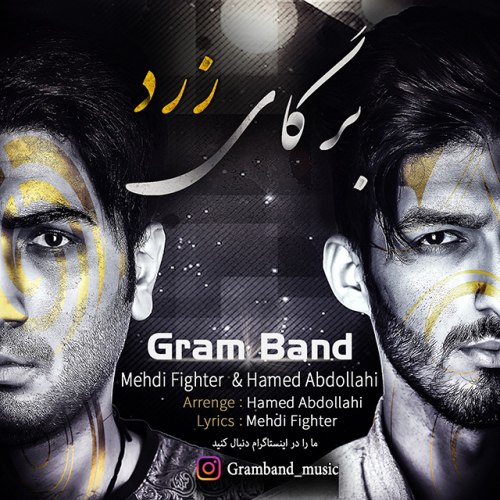 برگای زرد
Gram Band
Mehdi Fighter & Hamed Abdollahi
Arrenge : Hamed Abdollahi
Lyrics : Mehdi Fighter
ما را در اینستاگرام دنبال کنید
Gramband_music